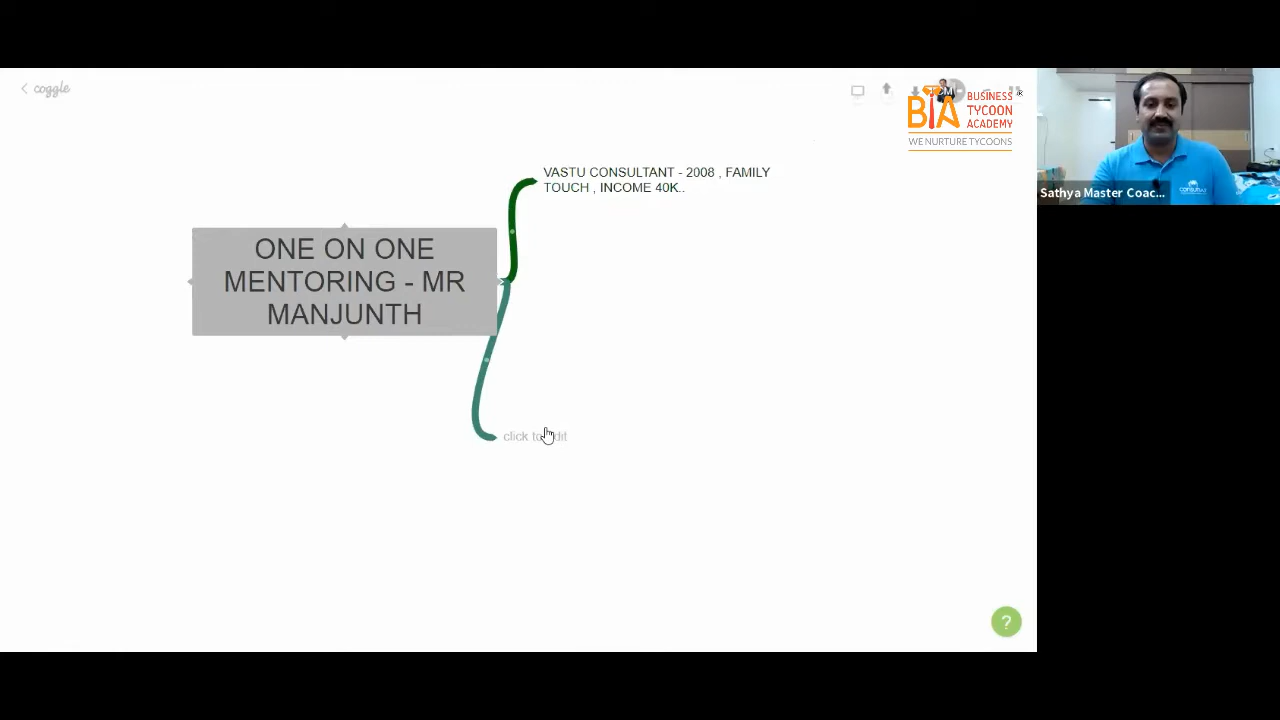 coggle
BTA
BUSINESS
TYCOON
ACADEMY
WE NURTURE TYCOONS
VASTU CONSULTANT - 2008 , FAMILY
TOUCH , INCOME 40K..
ONE ON ONE
MENTORING - MR
MANJUNTH
click to edit
Sathya Master Coac...
?